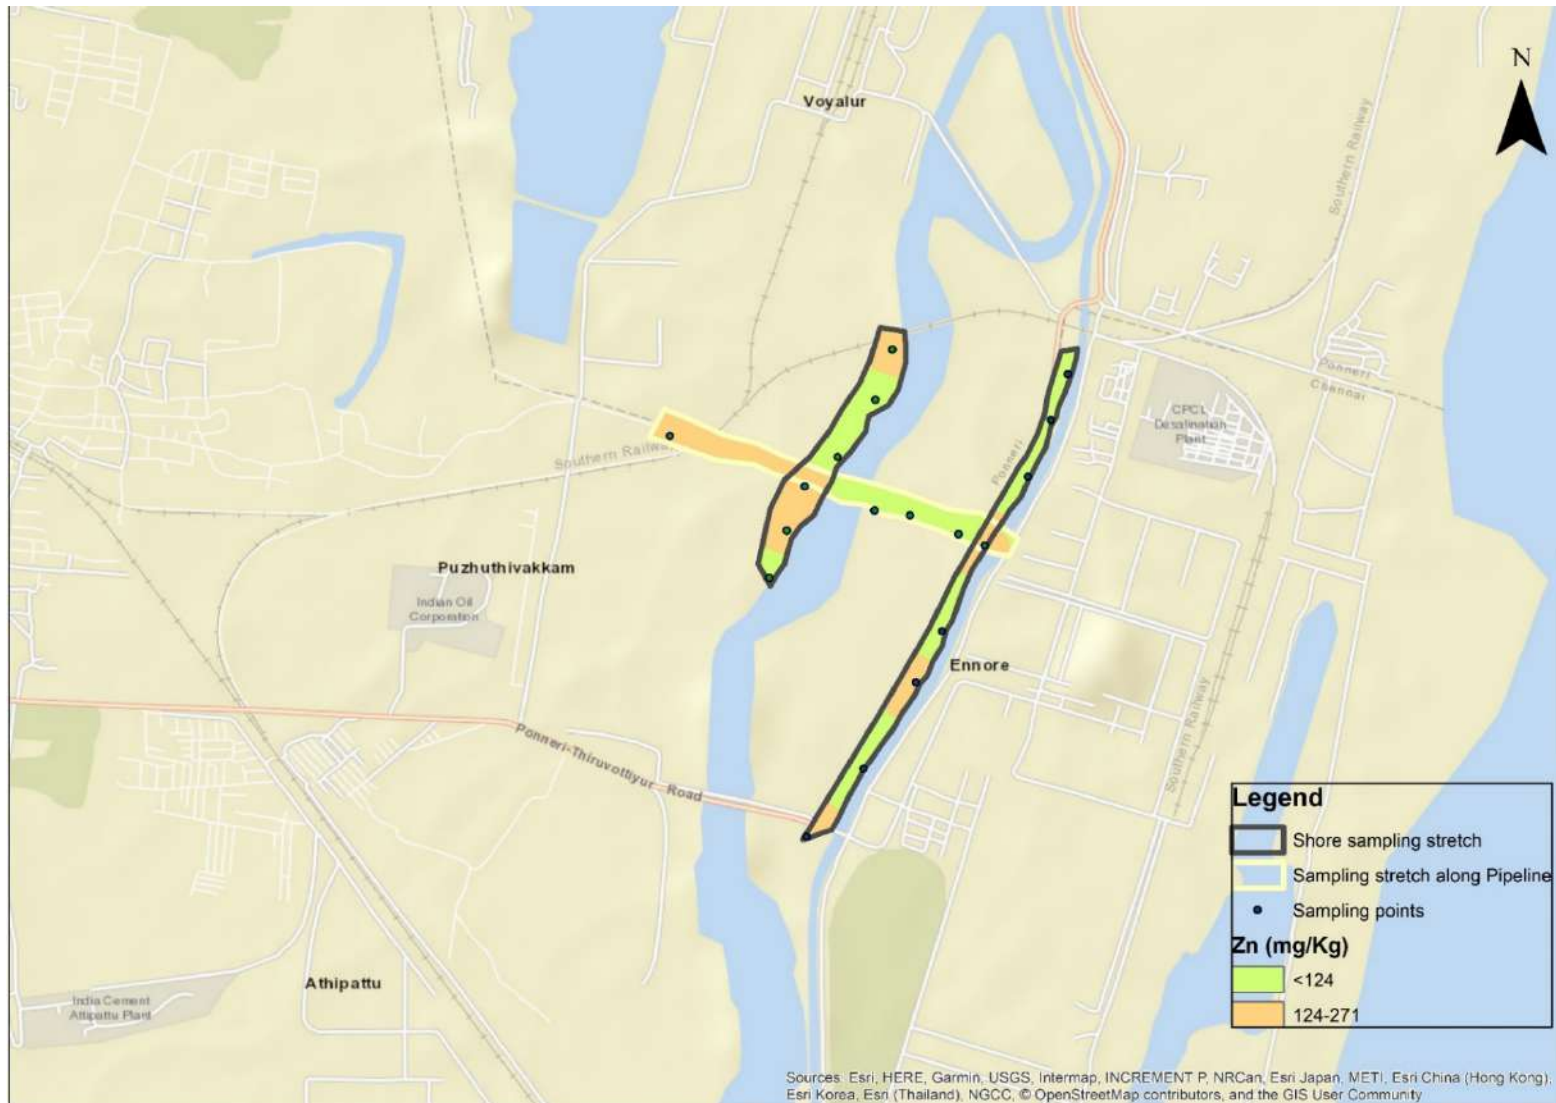 N
Voyalur
Southern Railway
Ponneri
Chennai
CPCL
Desalination
Plant
Southern Railway
Ponneri
Puzhuthivakkam
Indian Oil
Corporation
Ennore
Southern Railway
Ponneri-Thiruvottiyur Road
Athipattu
India Cement
Attipattu Plant
Legend
Shore sampling stretch
Sampling stretch along Pipeline
Sampling points
Zn (mg/Kg)
<124
124-271
Sources: Esri, HERE, Garmin, USGS, Intermap, INCREMENT P, NRCan, Esri Japan, METI, Esri China (Hong Kong),
Esri Korea, Esri (Thailand), NGCC, © OpenStreetMap contributors, and the GIS User Community